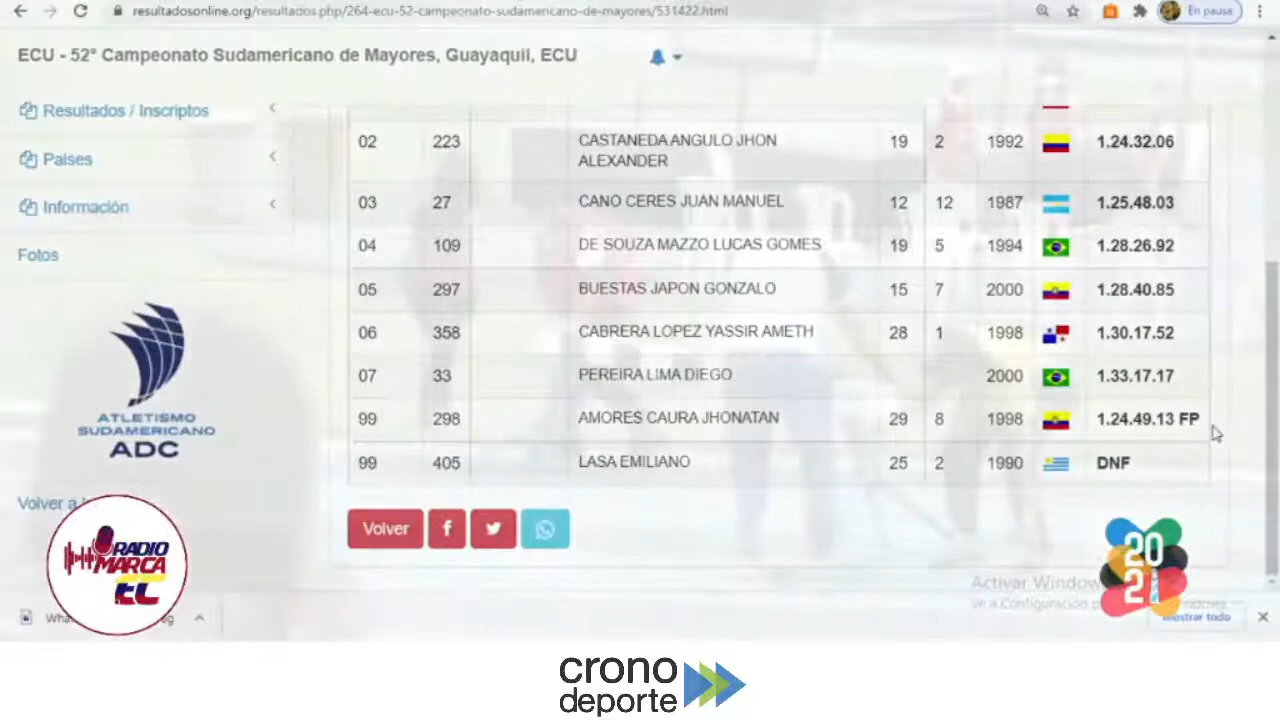 resultadosonline.org/resultados.php/264-ecu-52-campeonato-sudamericano-de-mayores/531422.html
En pausa
ECU - 52° Campeonato Sudamericano de Mayores, Guayaquil, ECU
Resultados / Inscriptos
Paises
Información
Fotos
ATLETISMO
SUDAMERICANO
ADC
Volver a
02 223 CASTANEDA ANGULO JHON ALEXANDER 19 2 1992 1.24.32.06
03 27 CANO CERES JUAN MANUEL 12 12 1987 1.25.48.03
04 109 DE SOUZA MAZZO LUCAS GOMES 19 5 1994 1.28.26.92
05 297 BUESTAS JAPON GONZALO 15 7 2000 1.28.40.85
06 358 CABRERA LOPEZ YASSIR AMETH 28 1 1998 1.30.17.52
07 33 PEREIRA LIMA DIEGO 2000 1.33.17.17
99 298 AMORES CAURA JHONATAN 29 8 1998 1.24.49.13 FP
99 405 LASA EMILIANO 25 2 1990 DNF
Volver
RADIO
MARCA
EC
20
21
Activar Window
Ve a Configuración
Mostrar todo
crono
deporte